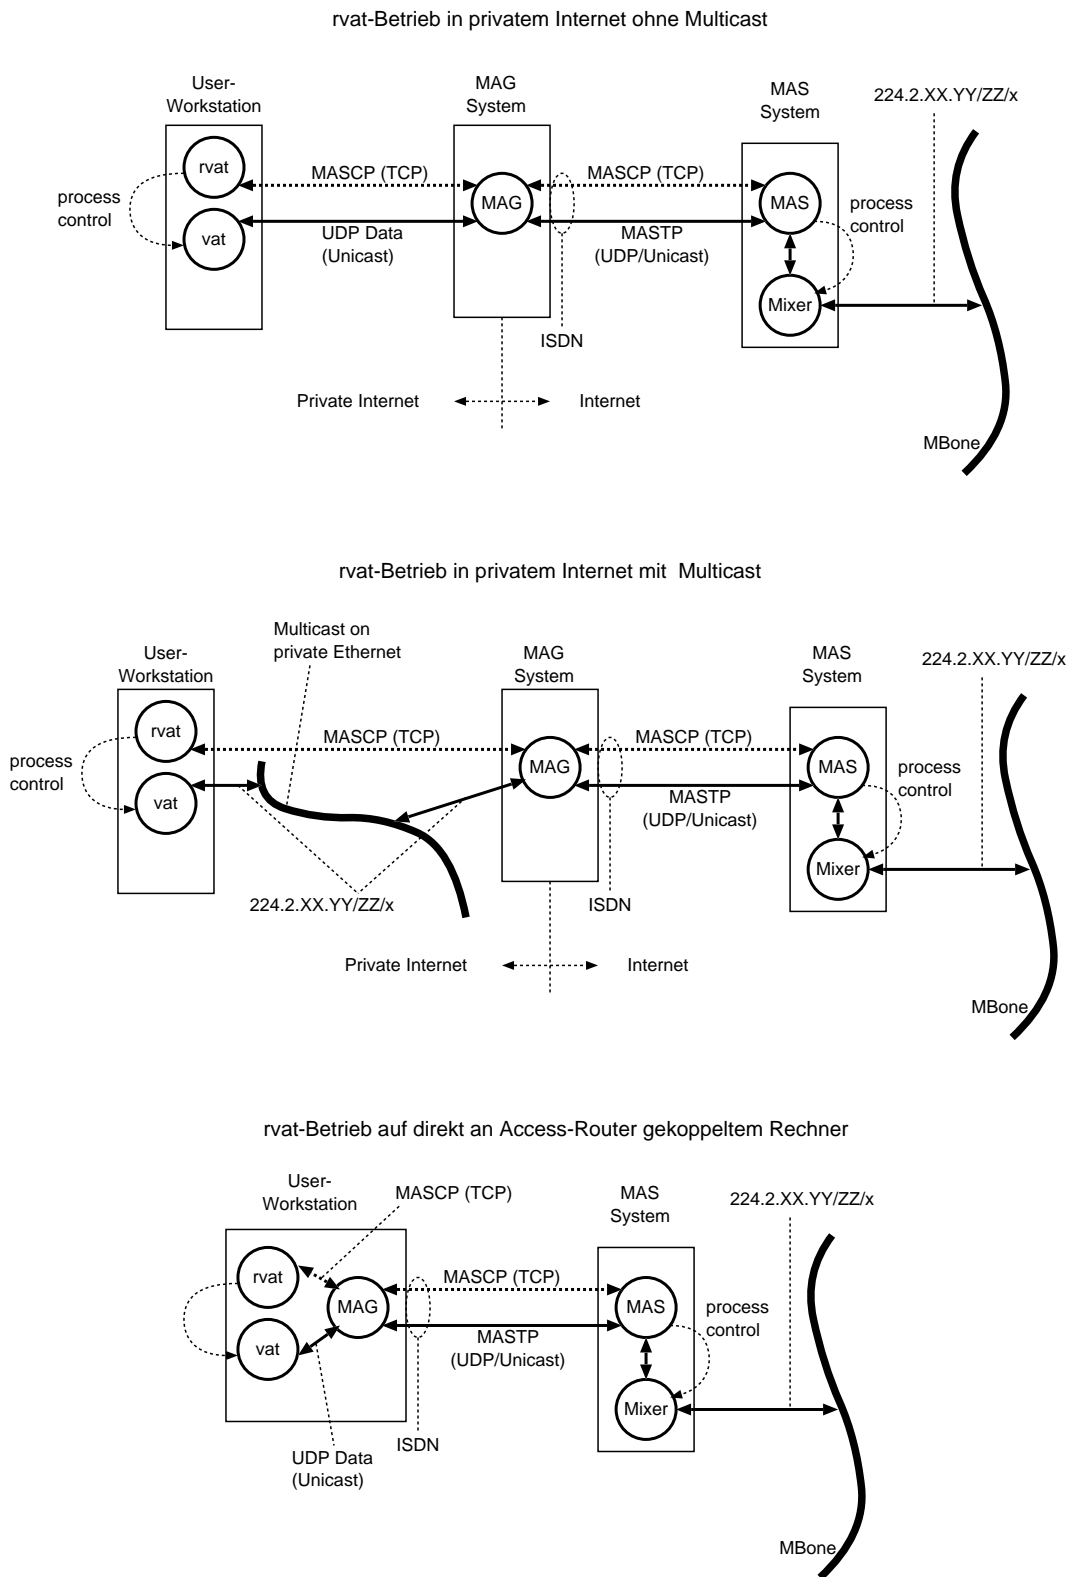 rvat-Betrieb in privatem Internet ohne Multicast
User-
Workstation
MAG
System
MAS
System
224.2.XX.YY/ZZ/x
rvat
process
control
vat
MASCP (TCP)
UDP Data
(Unicast)
MAG
MASCP (TCP)
MASTP
(UDP/Unicast)
MAS
process
control
Mixer
ISDN
Private Internet
Internet
MBone
rvat-Betrieb in privatem Internet mit Multicast
Multicast on
private Ethernet
User-
Workstation
MAG
System
MAS
System
224.2.XX.YY/ZZ/x
rvat
process
control
vat
MASCP (TCP)
MAG
MASCP (TCP)
MASTP
(UDP/Unicast)
MAS
process
control
Mixer
224.2.XX.YY/ZZ/x
ISDN
Private Internet
Internet
MBone
rvat-Betrieb auf direkt an Access-Router gekoppeltem Rechner
User-
Workstation
MASCP (TCP)
MAS
System
224.2.XX.YY/ZZ/x
rvat
MAG
vat
MASCP (TCP)
MASTP
(UDP/Unicast)
MAS
process
control
Mixer
UDP Data
(Unicast)
ISDN
MBone